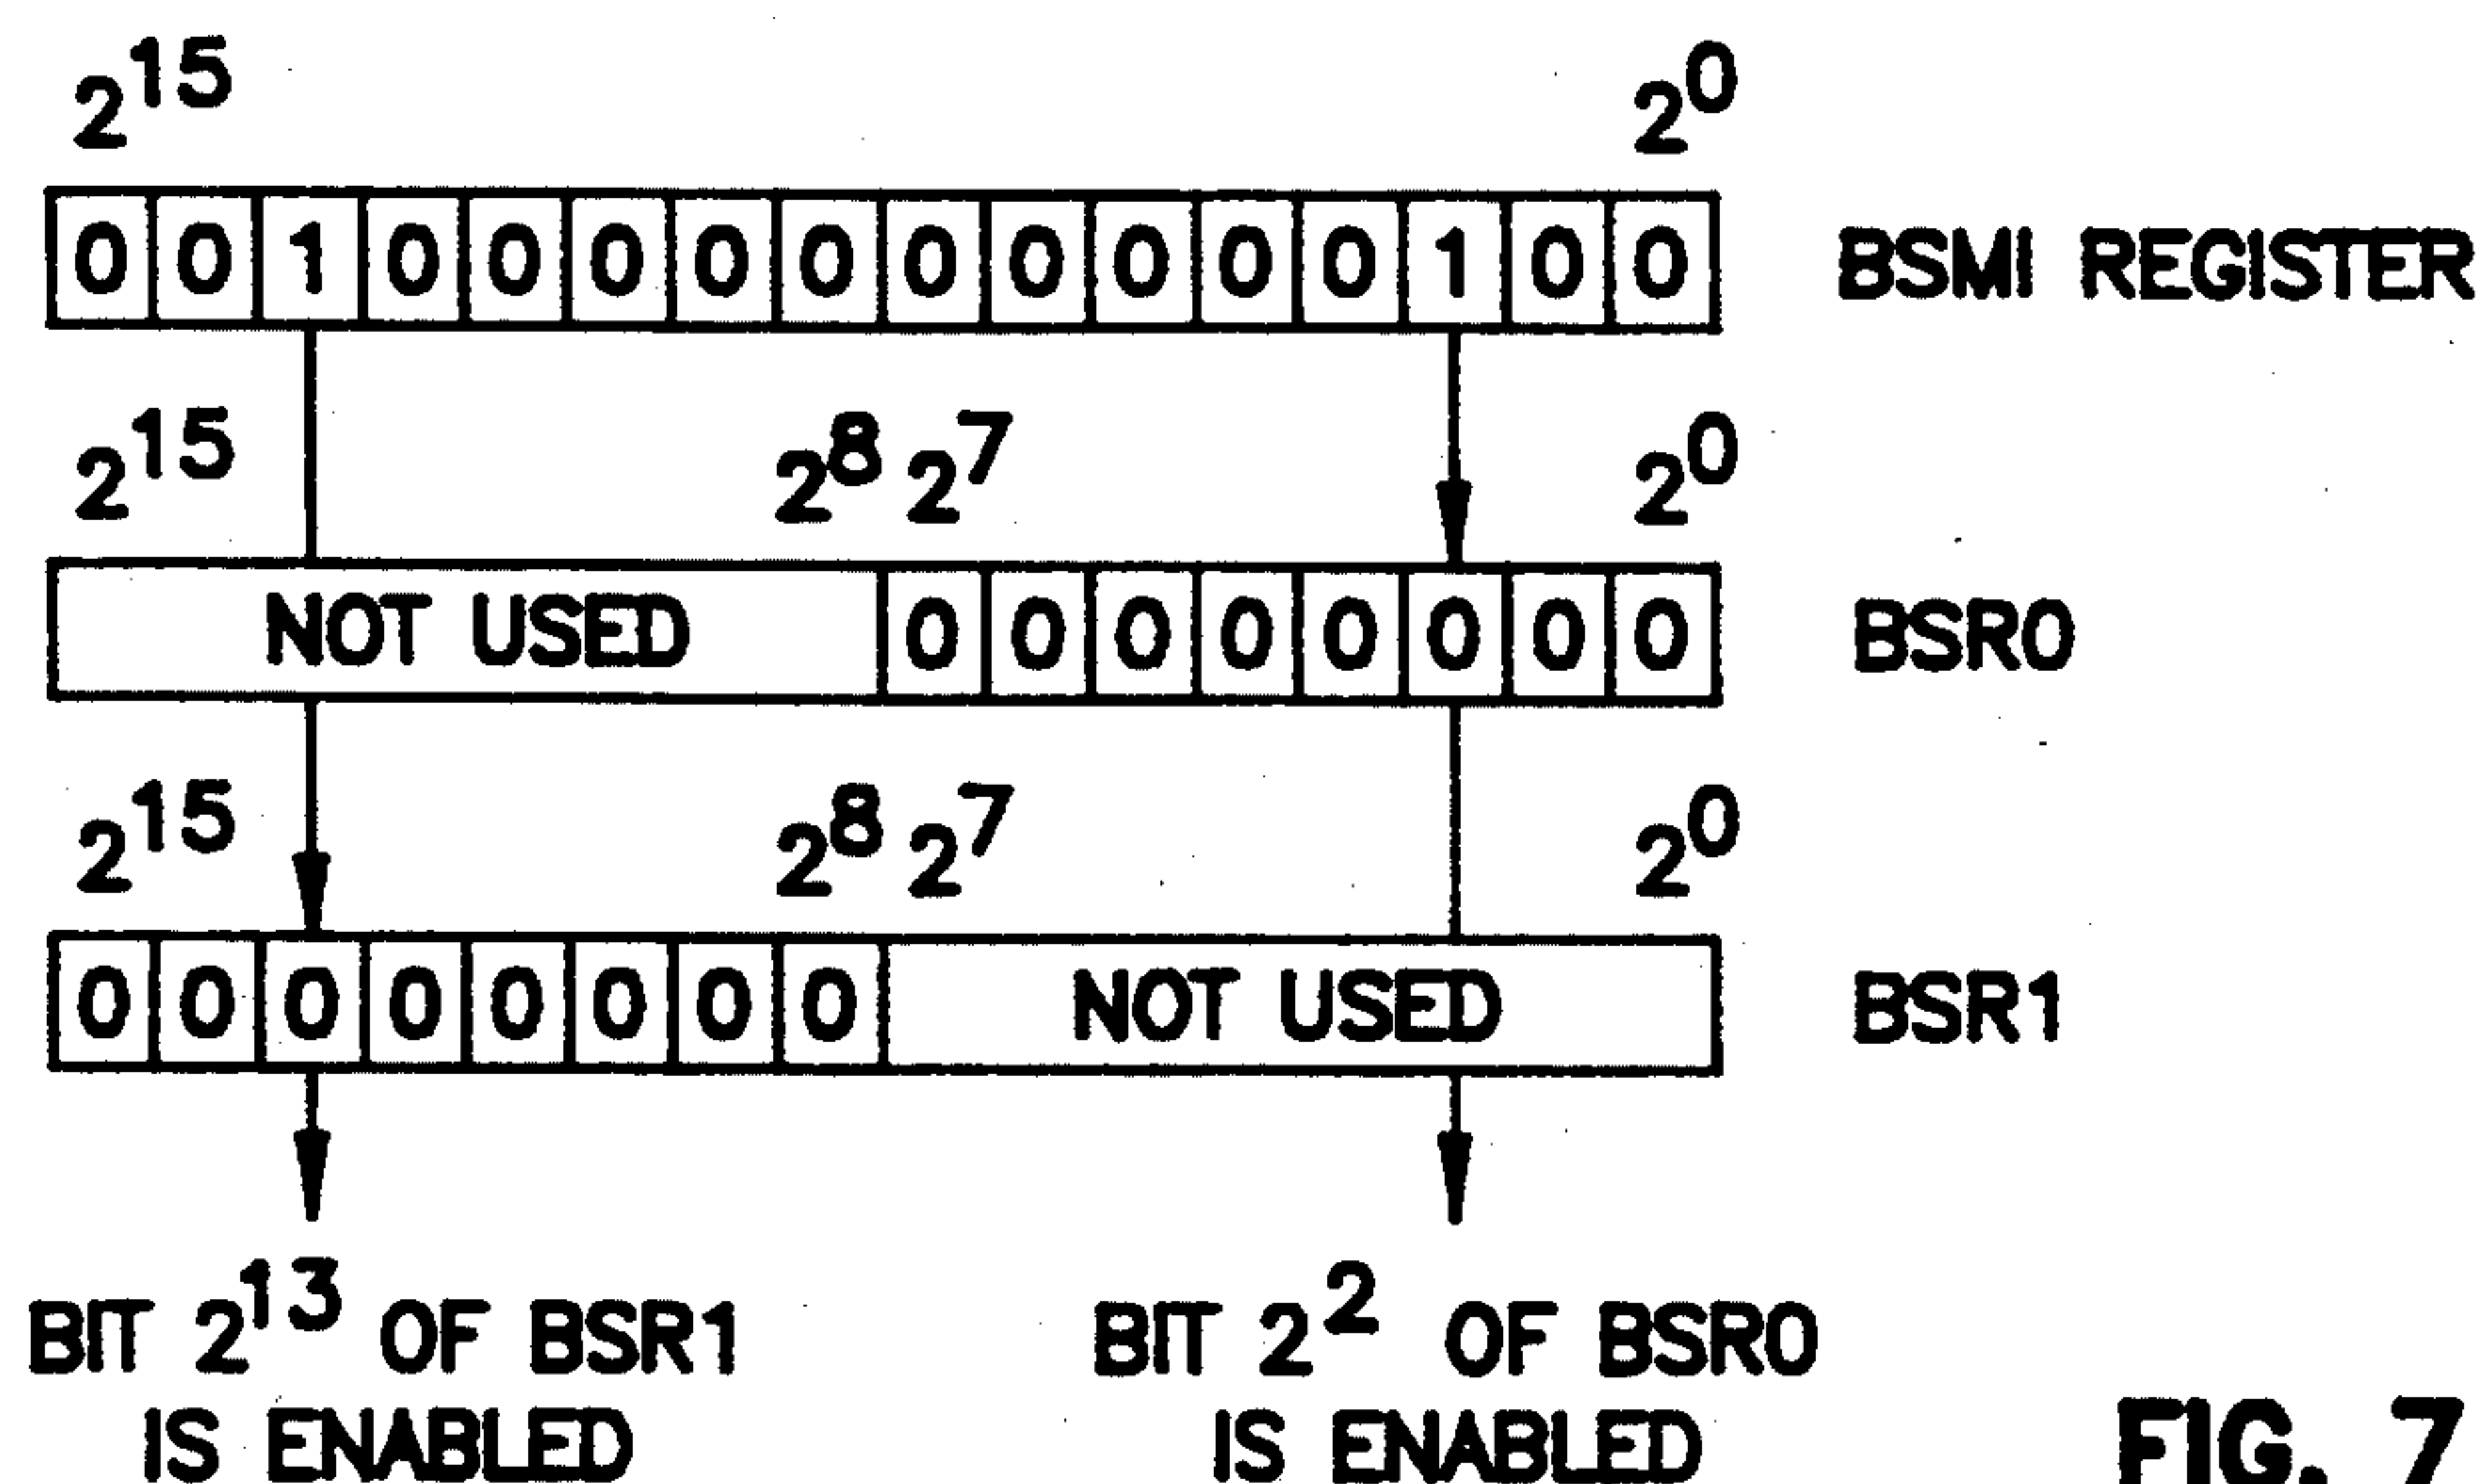 2^15 2^0
0 0 1 0 0 0 0 0 0 0 0 0 0 1 0 0 BSMI REGISTER
2^15 2^8 2^7 2^0
NOT USED 0 0 0 0 0 0 0 0 BSR0
2^15 2^8 2^7 2^0
0 0 0 0 0 0 0 0 NOT USED BSR1
BIT 2^13 OF BSR1
IS ENABLED
BIT 2^2 OF BSR0
IS ENABLED
FIG. 7